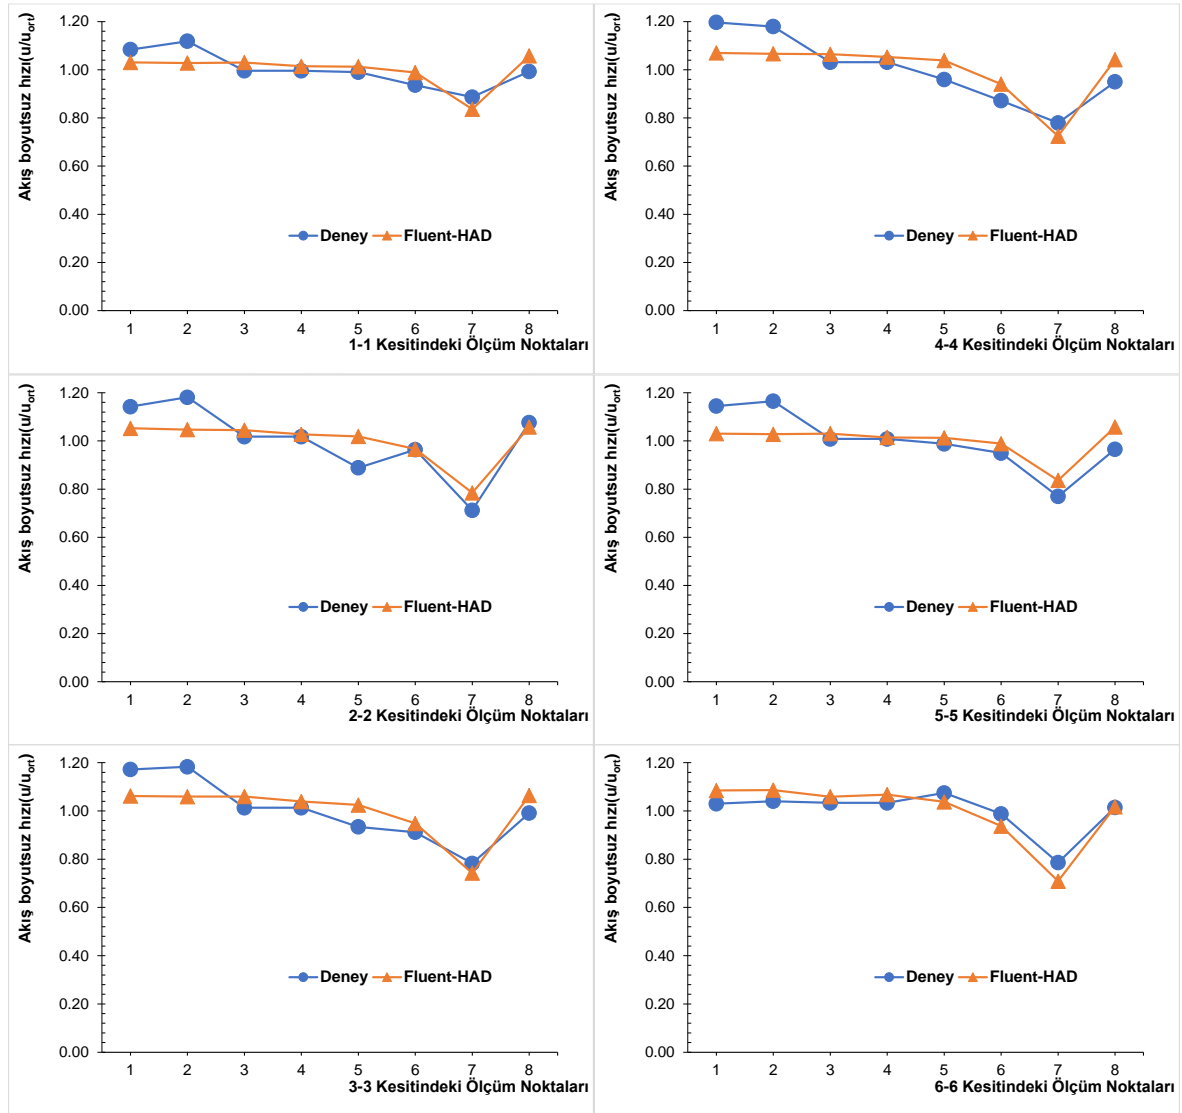 Akış boyutsuz hızı(u/uort)
1.20
1.00
0.80
0.60
0.40
0.20
0.00
Deney Fluent-HAD
1 2 3 4 5 6 7 8
1-1 Kesitindeki Ölçüm Noktaları
Akış boyutsuz hızı(u/uort)
1.20
1.00
0.80
0.60
0.40
0.20
0.00
Deney Fluent-HAD
1 2 3 4 5 6 7 8
4-4 Kesitindeki Ölçüm Noktaları
Akış boyutsuz hızı(u/uort)
1.20
1.00
0.80
0.60
0.40
0.20
0.00
Deney Fluent-HAD
1 2 3 4 5 6 7 8
2-2 Kesitindeki Ölçüm Noktaları
Akış boyutsuz hızı(u/uort)
1.20
1.00
0.80
0.60
0.40
0.20
0.00
Deney Fluent-HAD
1 2 3 4 5 6 7 8
5-5 Kesitindeki Ölçüm Noktaları
Akış boyutsuz hızı(u/uort)
1.20
1.00
0.80
0.60
0.40
0.20
0.00
Deney Fluent-HAD
1 2 3 4 5 6 7 8
3-3 Kesitindeki Ölçüm Noktaları
Akış boyutsuz hızı(u/uort)
1.20
1.00
0.80
0.60
0.40
0.20
0.00
Deney Fluent-HAD
1 2 3 4 5 6 7 8
6-6 Kesitindeki Ölçüm Noktaları